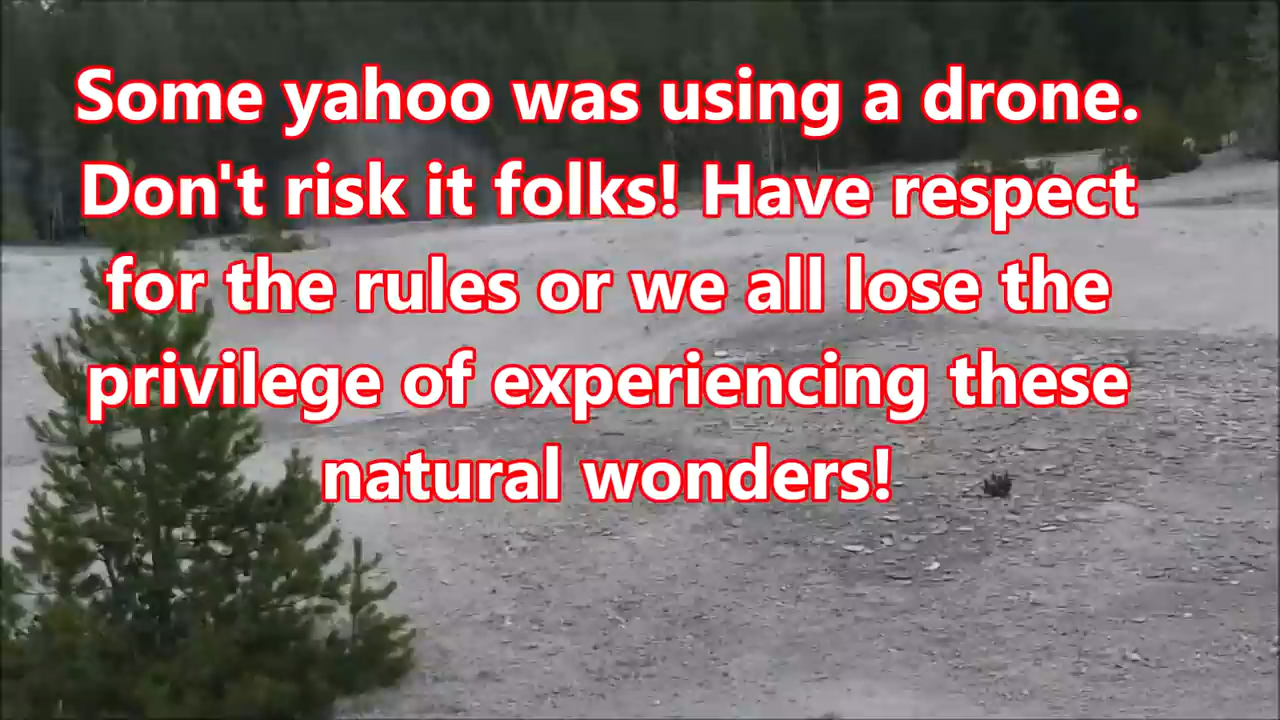 Some yahoo was using a drone.
Don't risk it folks! Have respect
for the rules or we all lose the
privilege of experiencing these
natural wonders!